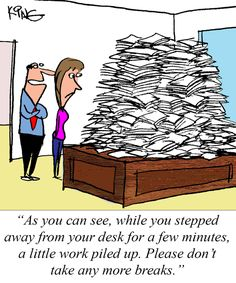 KING
“As you can see, while you stepped
away from your desk for a few minutes,
a little work piled up. Please don’t
take any more breaks.”